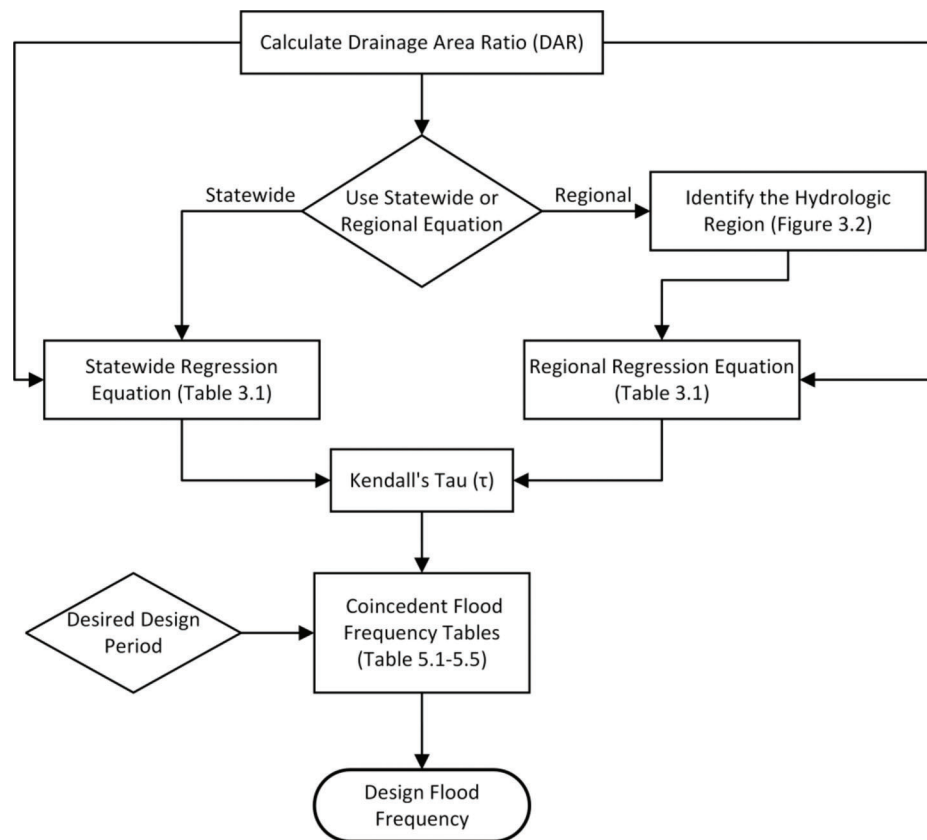 Calculate Drainage Area Ratio (DAR)
Statewide
Use Statewide or
Regional Equation
Regional
Identify the Hydrologic
Region (Figure 3.2)
Statewide Regression
Equation (Table 3.1)
Regional Regression Equation
(Table 3.1)
Kendall's Tau (τ)
Desired Design
Period
Coincedent Flood
Frequency Tables
(Table 5.1-5.5)
Design Flood
Frequency